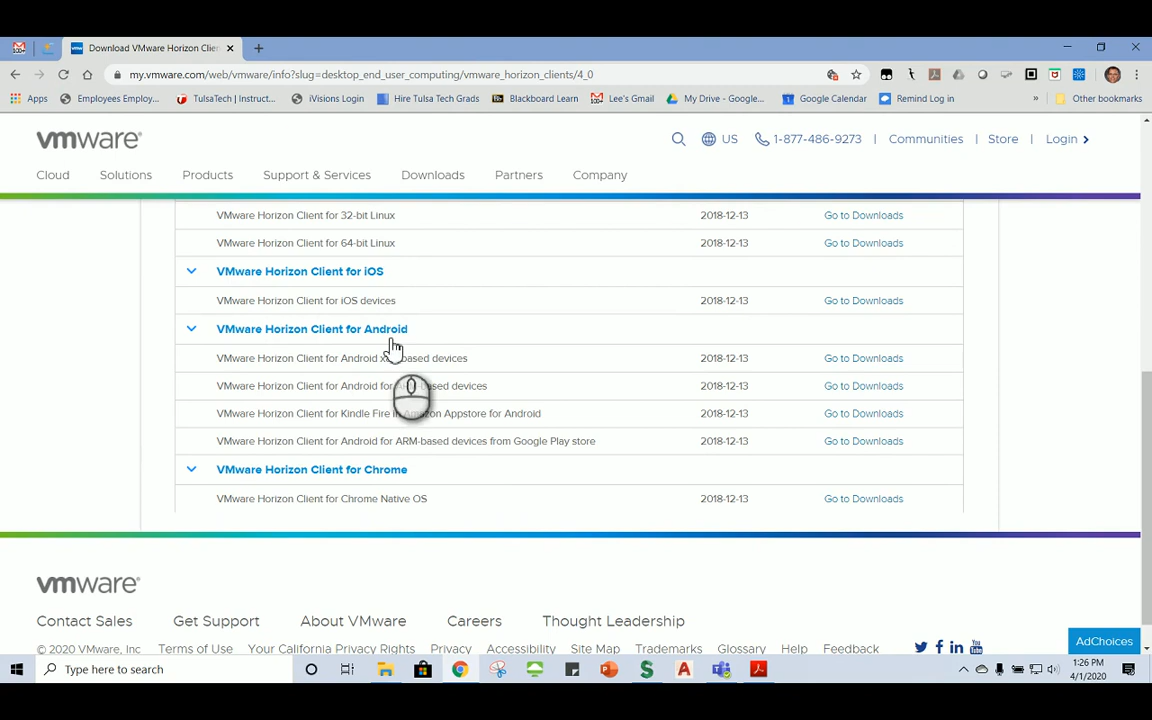 100+
Download VMware Horizon Clien
my.vmware.com/web/vmware/info?slug=desktop_end_user_computing/vmware_horizon_clients/4_0
Apps Employees Employ... TulsaTech | Instruct... iVisions Login Hire Tulsa Tech Grads Blackboard Learn Lee's Gmail My Drive - Google... Google Calendar Remind Log in » Other bookmarks
vmware® US 1-877-486-9273 | Communities | Store | Login
Cloud Solutions Products Support & Services Downloads Partners Company
VMware Horizon Client for 32-bit Linux 2018-12-13 Go to Downloads
VMware Horizon Client for 64-bit Linux 2018-12-13 Go to Downloads
VMware Horizon Client for iOS
VMware Horizon Client for iOS devices 2018-12-13 Go to Downloads
VMware Horizon Client for Android
VMware Horizon Client for Android based devices 2018-12-13 Go to Downloads
VMware Horizon Client for Android for devices 2018-12-13 Go to Downloads
VMware Horizon Client for Kindle Fire in Amazon Appstore for Android 2018-12-13 Go to Downloads
VMware Horizon Client for Android for ARM-based devices from Google Play store 2018-12-13 Go to Downloads
VMware Horizon Client for Chrome
VMware Horizon Client for Chrome Native OS 2018-12-13 Go to Downloads
vmware®
Contact Sales Get Support About VMware Careers Thought Leadership
© 2020 VMware, Inc Terms of Use Your California Privacy Rights Privacy Accessibility Site Map Trademarks Glossary Help Feedback
AdChoices
Type here to search
1:26 PM
4/1/2020